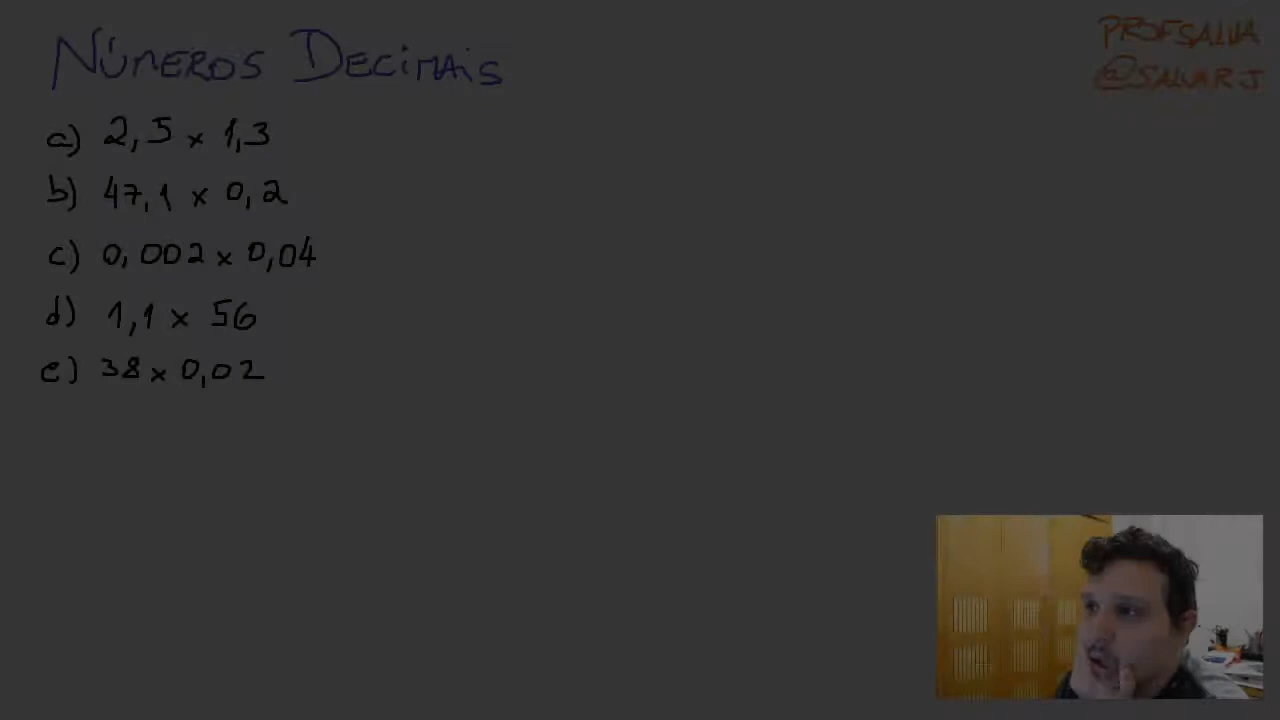 NÚMEROS DECIMAIS
PROFSALVA
@SALVARJ
a) 2,5 x 1,3
b) 47,1 x 0,2
c) 0,002 x 0,04
d) 1,1 x 56
e) 38 x 0,02